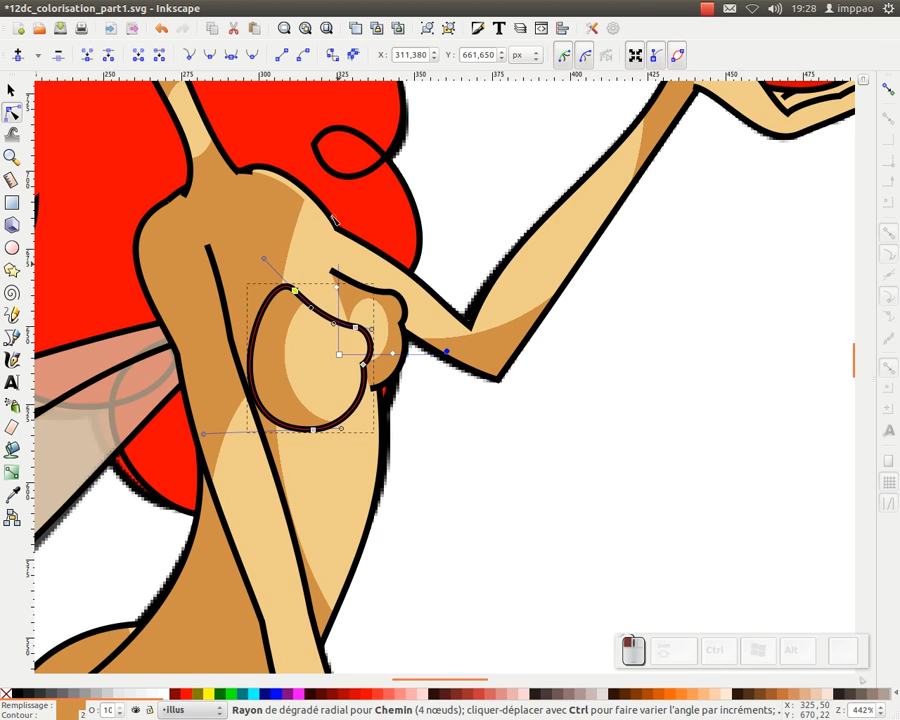 *12dc_colorisation_part1.svg - Inkscape
19:28 imppao
X: 311,380 Y: 661,650 px
250 275 300 325 350 375 400 425 450 475
Ctrl Alt
Remplissage :
Contour : 2
O: 10
•illus
Rayon de dégradé radial pour Chemin (4 nœuds); cliquer-déplacer avec Ctrl pour faire varier l'angle par incréments; .
X: 325,50
Y: 670,22
Z: 442%